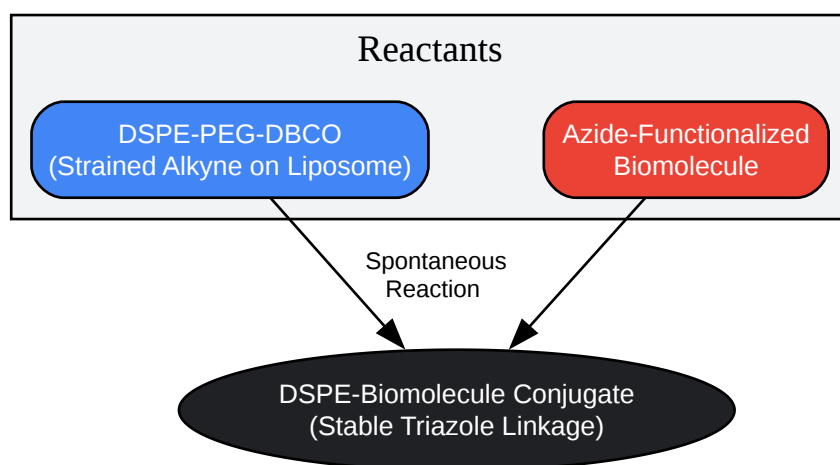 Reactants
DSPE-PEG-DBCO
(Strained Alkyne on Liposome)
Azide-Functionalized
Biomolecule
Spontaneous
Reaction
DSPE-Biomolecule Conjugate
(Stable Triazole Linkage)